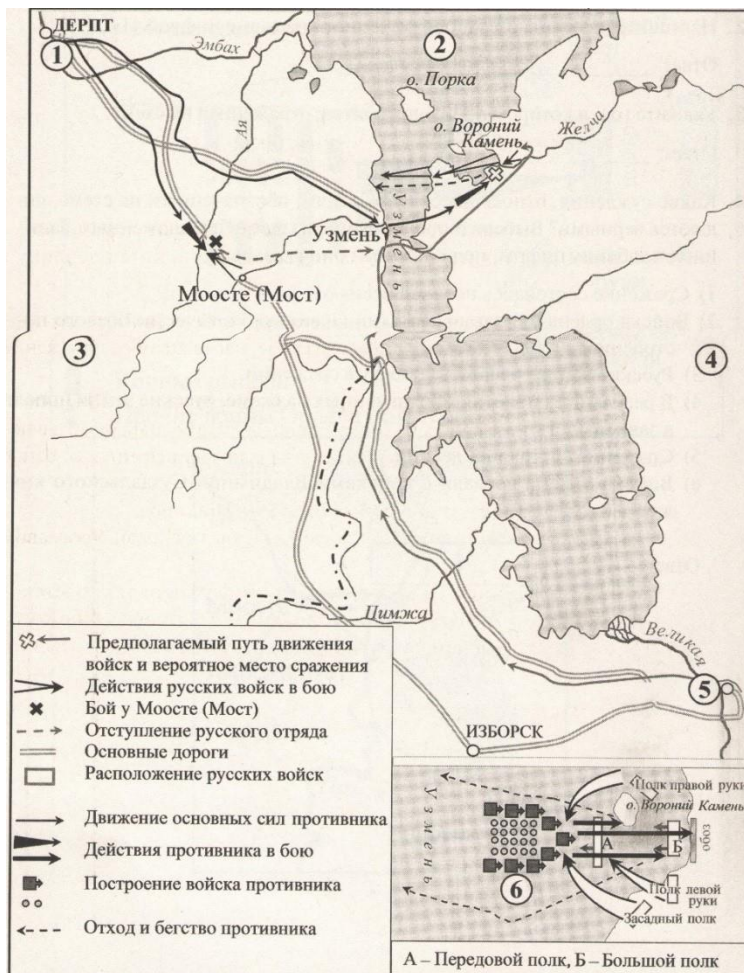 ДЕРПТ
1
Эмбах
2
о. Порка
Ая
о. Вороний
Камень
Желча
Узмень
Узмень
Моосте (Мост)
3
4
Пимжа
Великая
5
ИЗБОРСК
Предполагаемый путь движения
войск и вероятное место сражения
Действия русских войск в бою
Бой у Моосте (Мост)
Отступление русского отряда
Основные дороги
Расположение русских войск
Движение основных сил противника
Действия противника в бою
Построение войска противника
Отход и бегство противника
Полк правой руки
о. Вороний Камень
Узмень
А
Б
обоз
6
Полк левой
руки
Засадный полк
А – Передовой полк, Б – Большой полк